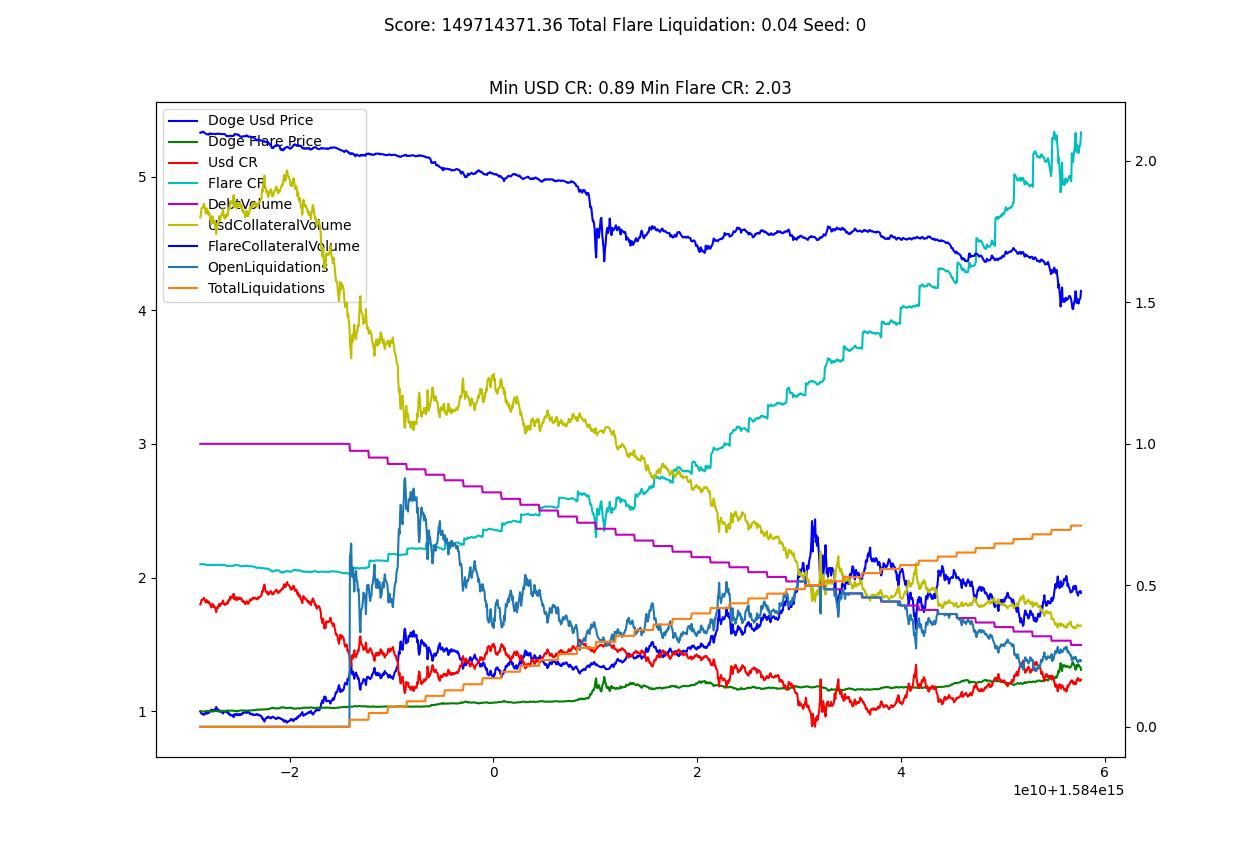 Score: 149714371.36 Total Flare Liquidation: 0.04 Seed: 0
Min USD CR: 0.89 Min Flare CR: 2.03
Doge Usd Price
Doge Flare Price
Usd CR
Flare CR
DebtVolume
UsdCollateralVolume
FlareCollateralVolume
OpenLiquidations
TotalLiquidations
5
4
3
2
1
2.0
1.5
1.0
0.5
0.0
−2
0
2
4
6
1e10+1.584e15